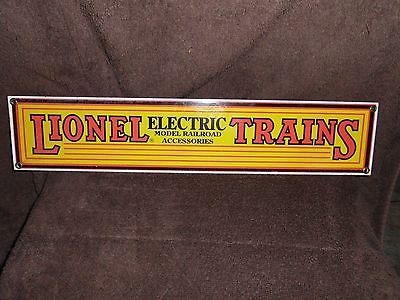 LIONEL ELECTRIC TRAINS
MODEL RAILROAD
ACCESSORIES